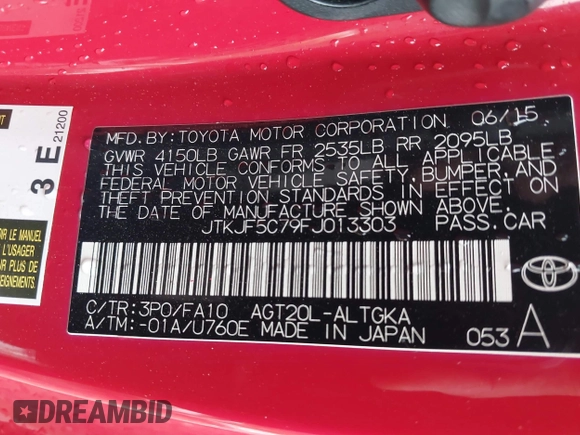 MFD. BY: TOYOTA MOTOR CORPORATION 06/15
GVWR 4150LB GAWR FR 2535LB RR 2095LB
THIS VEHICLE CONFORMS TO ALL APPLICABLE
FEDERAL MOTOR VEHICLE SAFETY, BUMPER, AND
THEFT PREVENTION STANDARDS IN EFFECT ON
THE DATE OF MANUFACTURE SHOWN ABOVE.
JTKJF5C79FJ013303 PASS. CAR
C/TR: 3P0/FA10 AGT20L-ALTGKA
A/TM: -01A/U760E MADE IN JAPAN 053 A
TOYOTA
3 E
21200
IR LE MANUEL
L'USAGER
EIGNEMENTS
DREAMBID